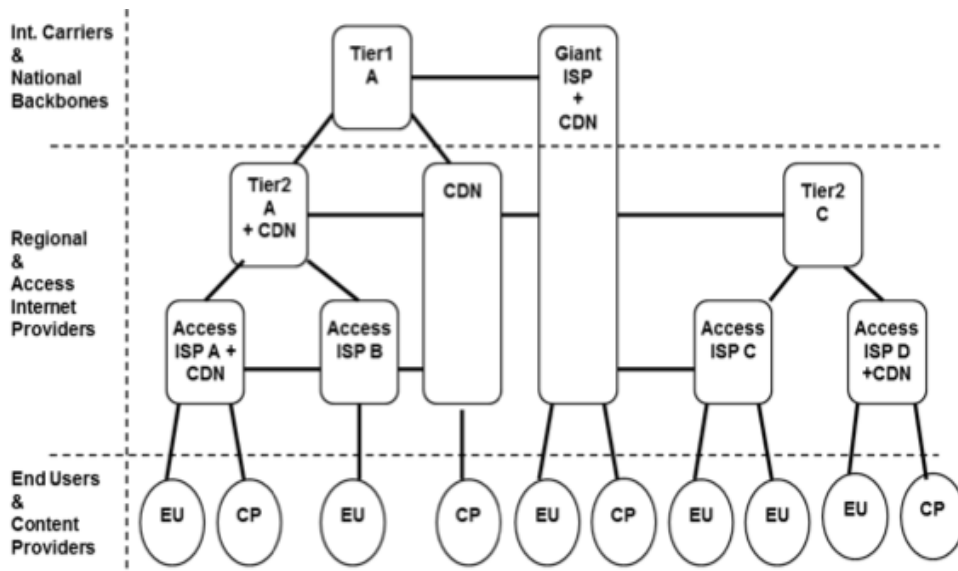 Int. Carriers
&
National
Backbones
Tier1
A
Giant
ISP
+
CDN
Regional
&
Access
Internet
Providers
Tier2
A
+ CDN
CDN
Tier2
C
Access
ISP A +
CDN
Access
ISP B
Access
ISP C
Access
ISP D
+CDN
End Users
&
Content
Providers
EU
CP
EU
CP
EU
CP
EU
EU
EU
CP